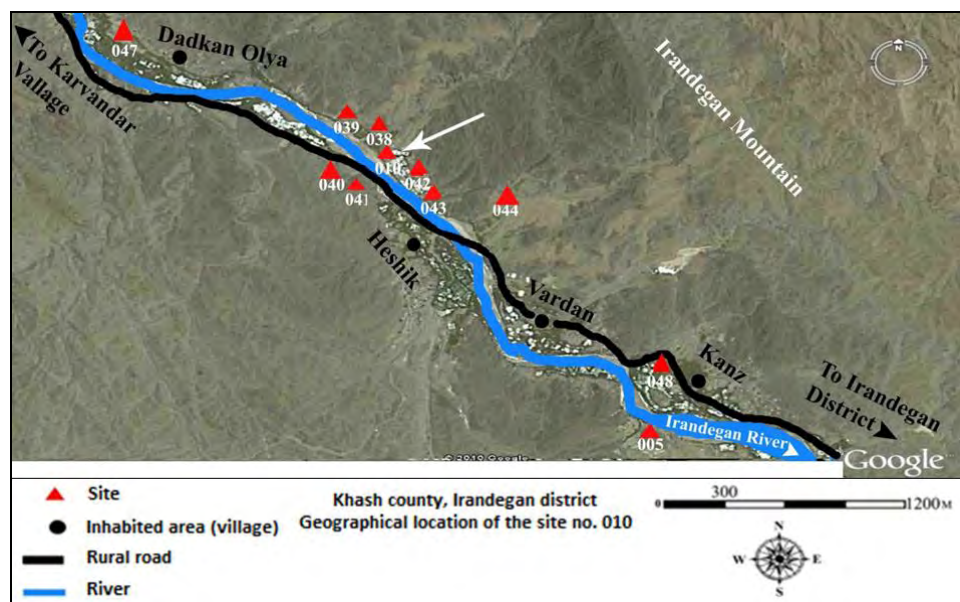 N
047
Dadkan Olya
To Karvandar
Vallage
Irandegan Mountain
039
038
010
042
040
041
043
044
Heshik
Vardan
Kanz
048
To Irandegan
District
005
Irandegan River
© 2019 Google
Google
Site
Inhabited area (village)
Rural road
River
Khash county, Irandegan district
Geographical location of the site no. 010
0 300 1200M
N
W E
S